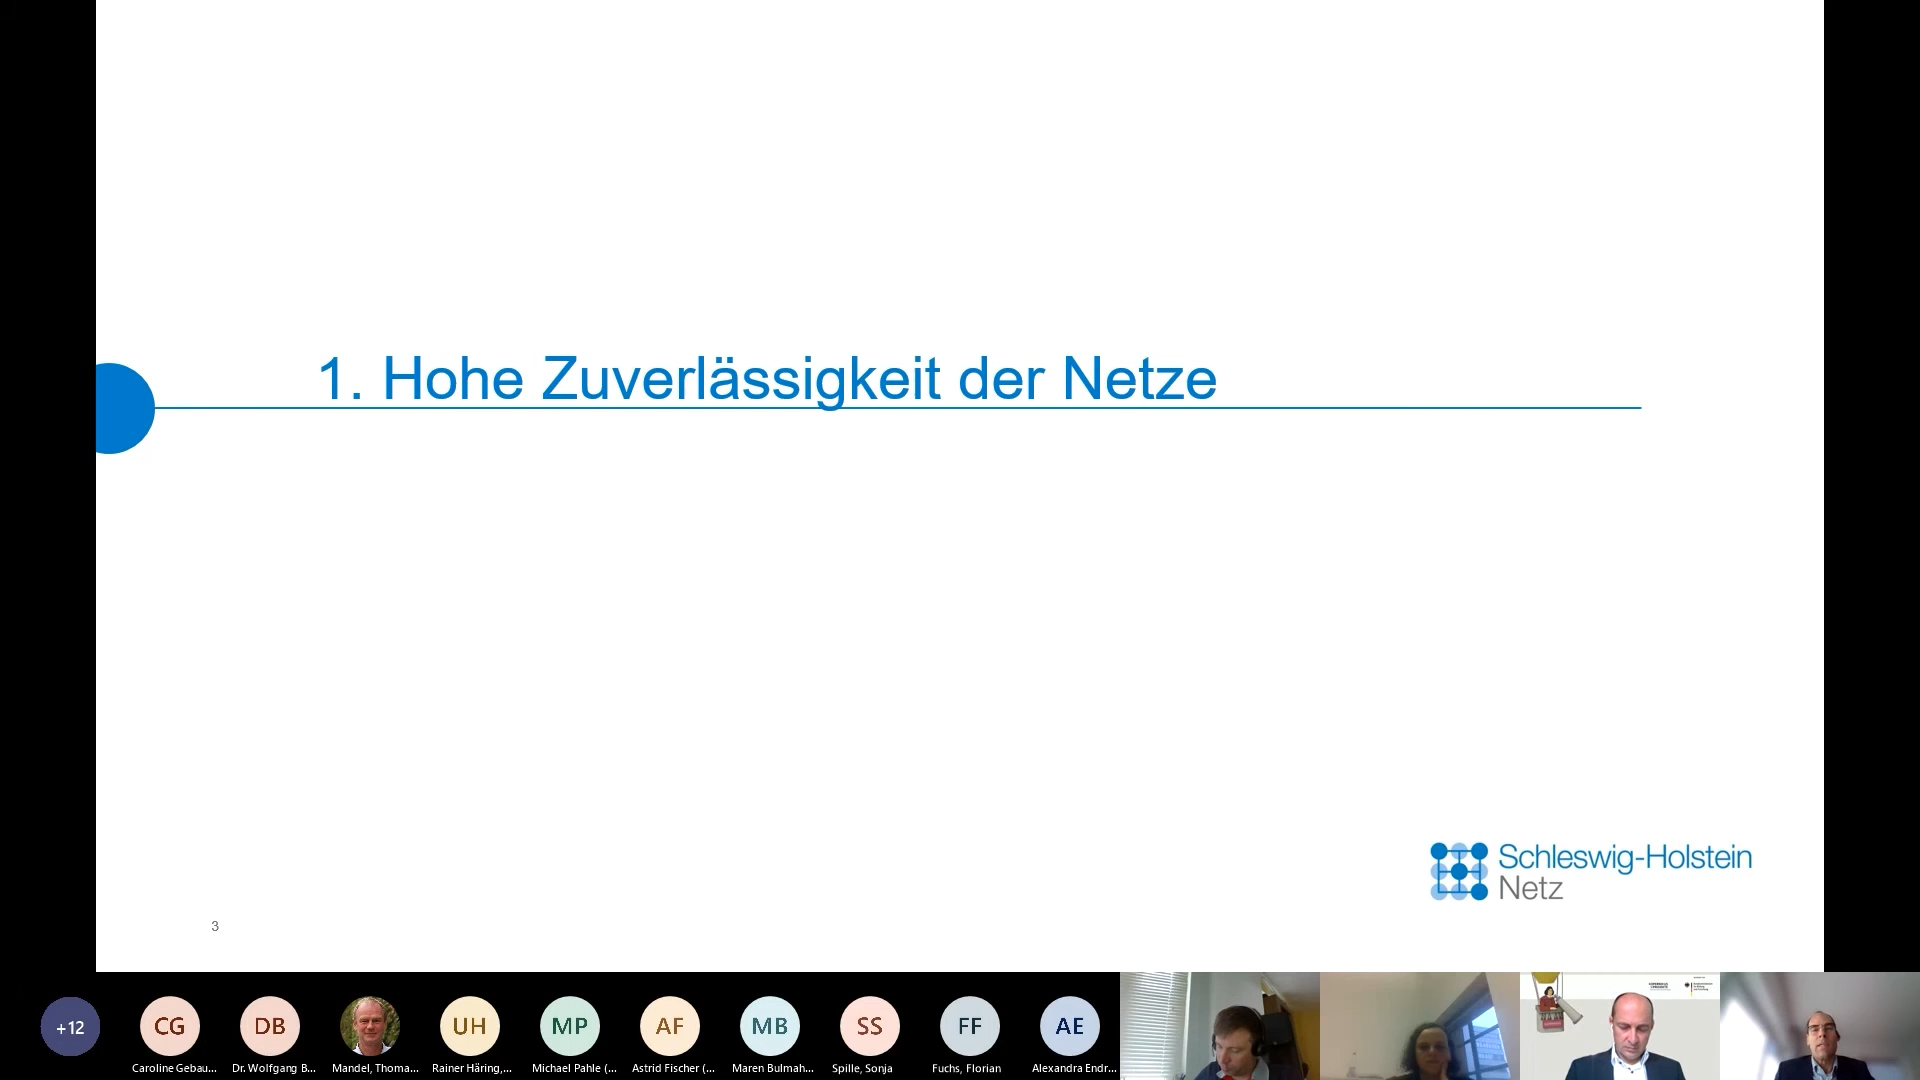 1. Hohe Zuverlässigkeit der Netze
Schleswig-Holstein
Netz
3
+12
CG
DB
UH
MP
AF
MB
SS
FF
AE
Caroline Gebau...
Dr. Wolfgang B...
Mandel, Thoma...
Rainer Häring,...
Michael Pahle (...
Astrid Fischer (...
Maren Bulmah...
Spille, Sonja
Fuchs, Florian
Alexandra Endr...